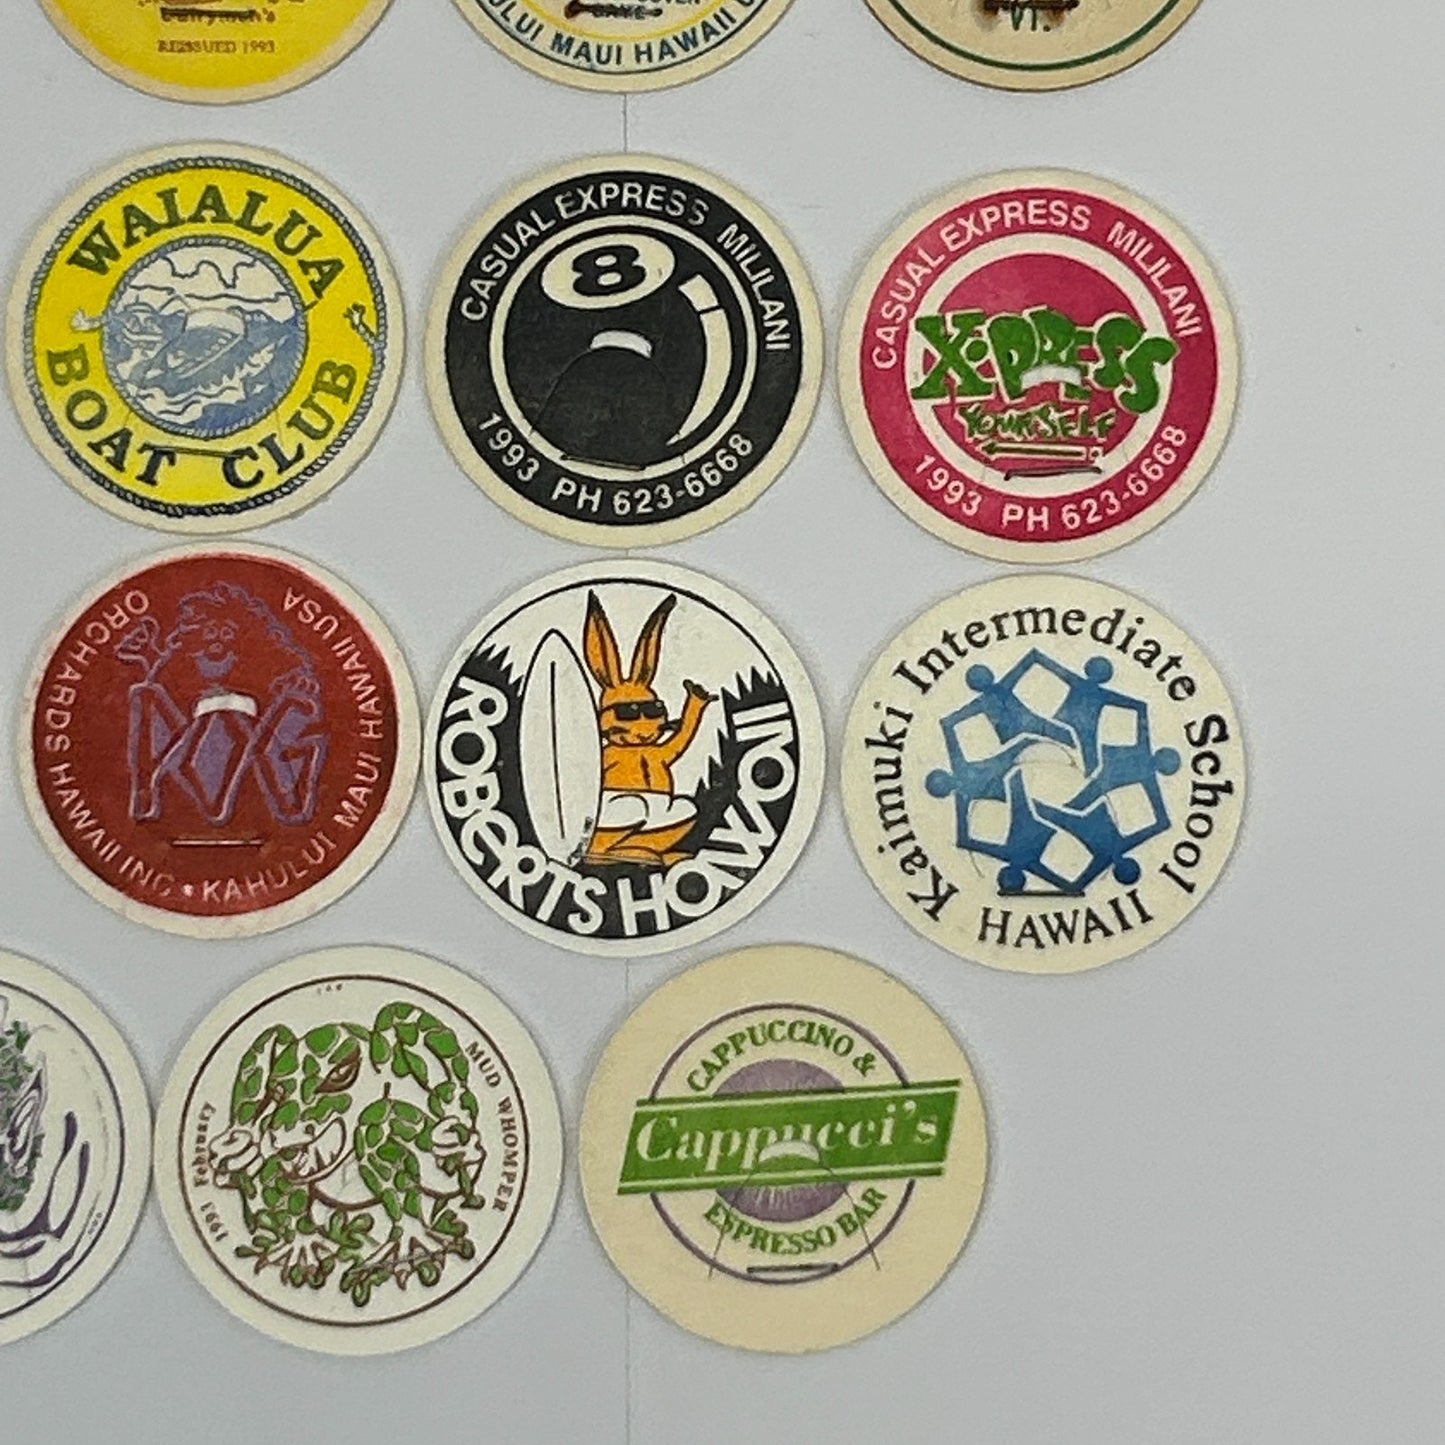 REISSUED 1993
MAUI HAWAII
VT.
WAIALUA
BOAT CLUB
CASUAL EXPRESS MILILANI
8
1993 PH 623-6668
CASUAL EXPRESS MILILANI
X-PRESS
YOURSELF
1993 PH 623-6668
POG
ORCHARDS HAWAII INC • KAHULUI MAUI HAWAII USA
ROBERTS HAWAII
Kaimuki Intermediate School
HAWAII
1991 February
MUD WHOMPER
CAPPUCCINO &
Cappucci's
ESPRESSO BAR